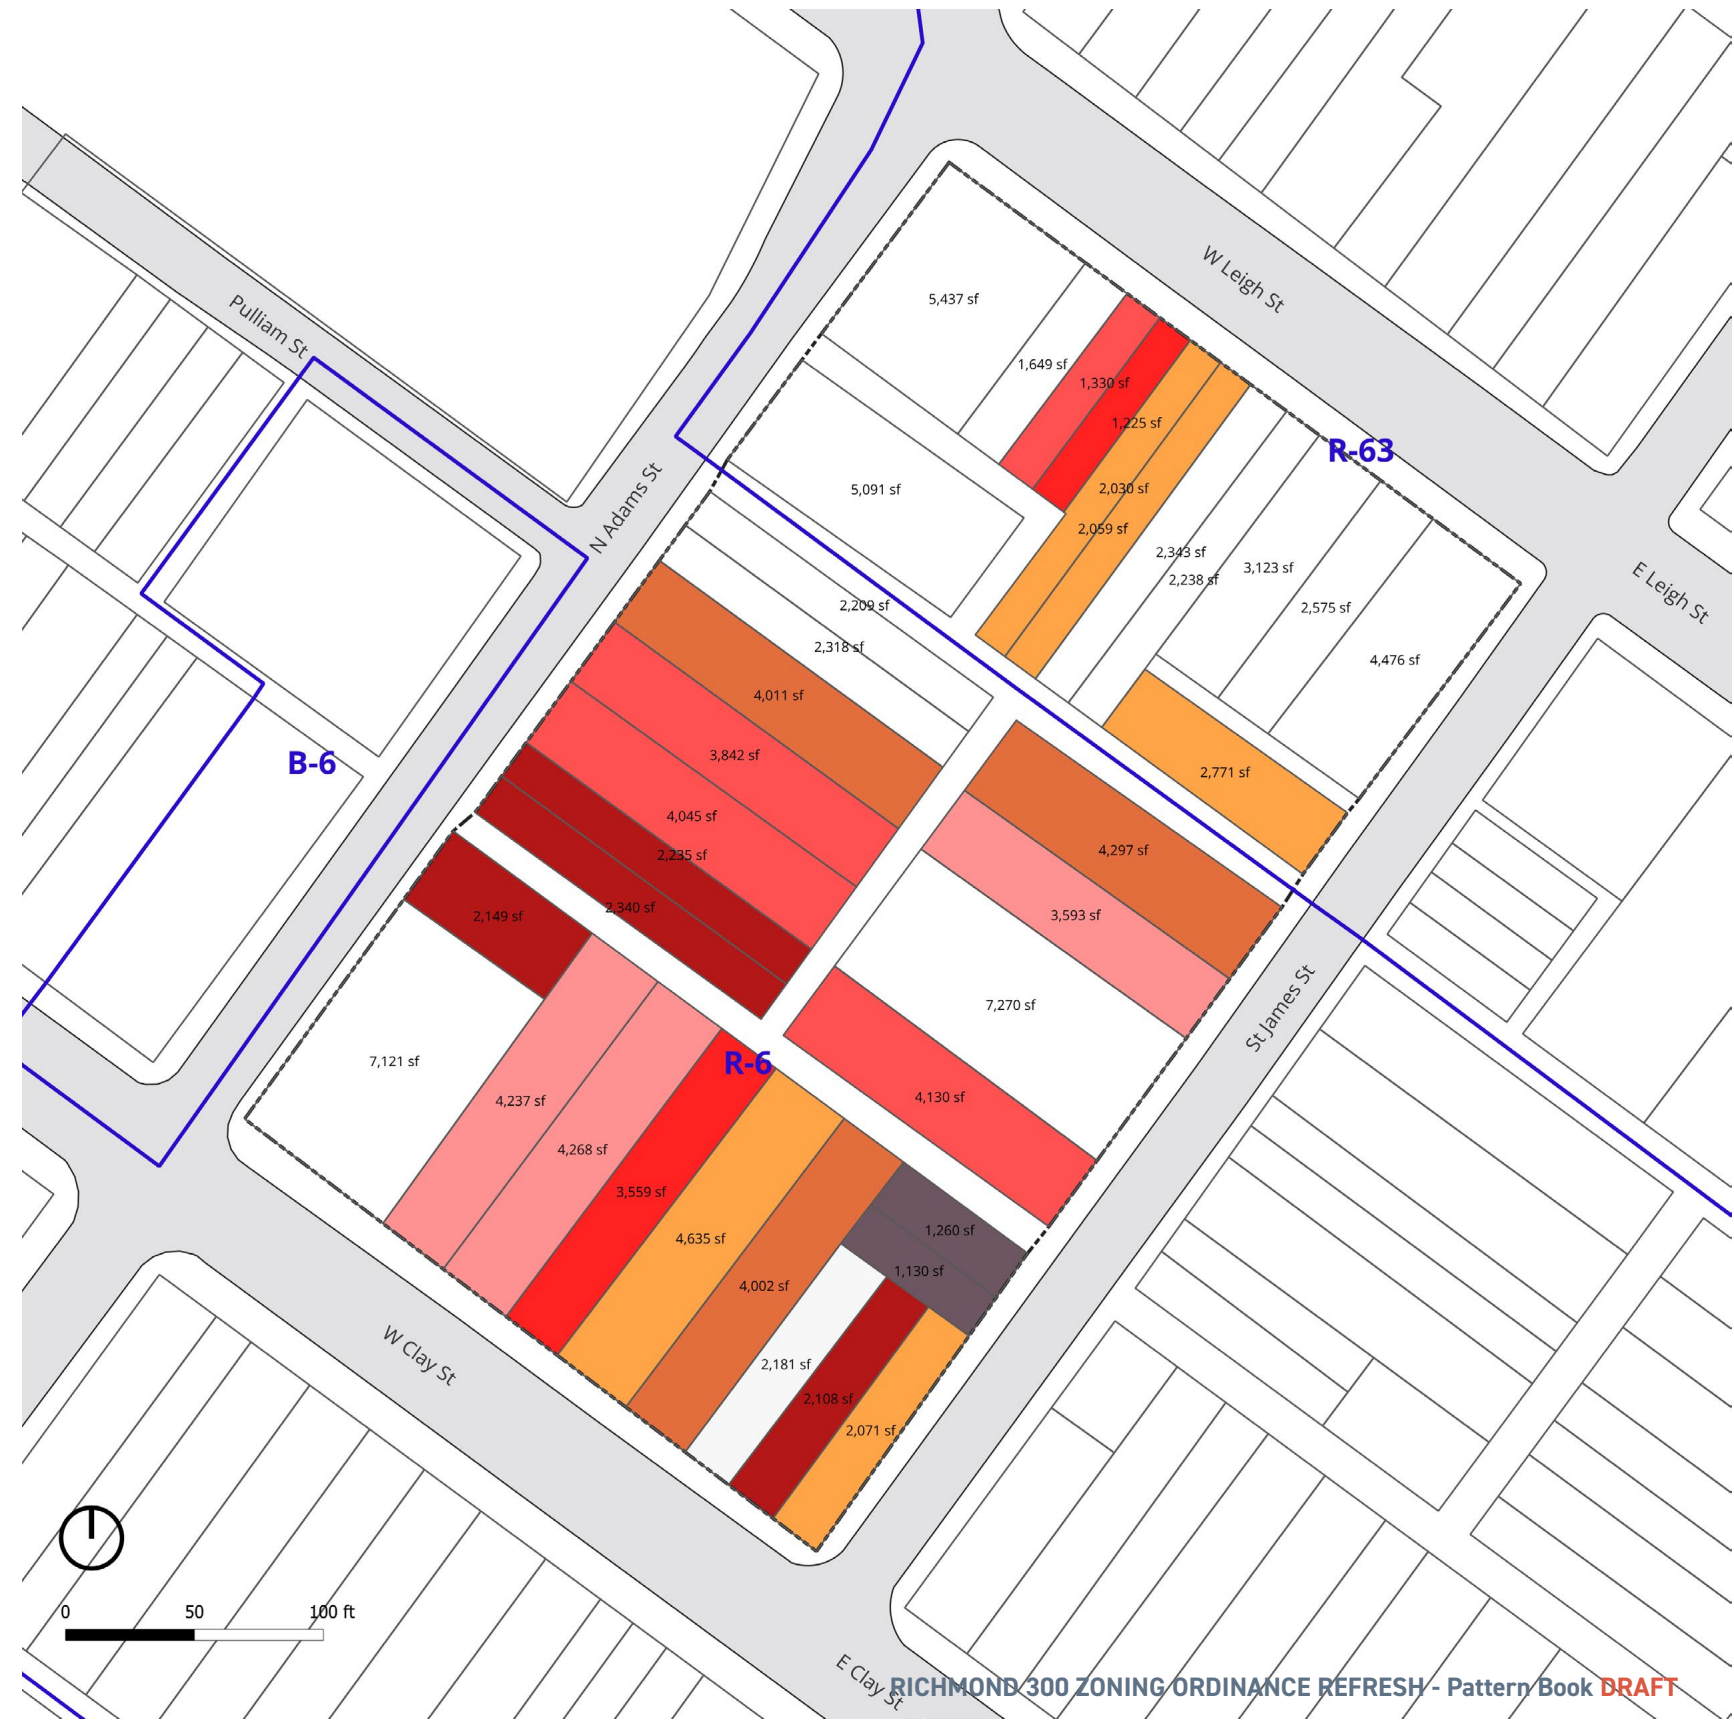 W Leigh St
5,437 sf
Pulliam St
1,649 sf
1,330 sf
1,225 sf
R-63
2,030 sf
5,091 sf
N Adams St
2,059 sf
2,343 sf
3,123 sf
2,238 sf
E Leigh St
2,209 sf
2,575 sf
2,318 sf
4,476 sf
4,011 sf
3,842 sf
B-6
2,771 sf
4,045 sf
2,235 sf
4,297 sf
2,340 sf
2,149 sf
3,593 sf
7,270 sf
St James St
7,121 sf
R-6
4,237 sf
4,130 sf
4,268 sf
3,559 sf
4,635 sf
1,260 sf
1,130 sf
4,002 sf
W Clay St
2,181 sf
2,108 sf
2,071 sf
0 50 100 ft
E Clay St
RICHMOND 300 ZONING ORDINANCE REFRESH - Pattern Book DRAFT